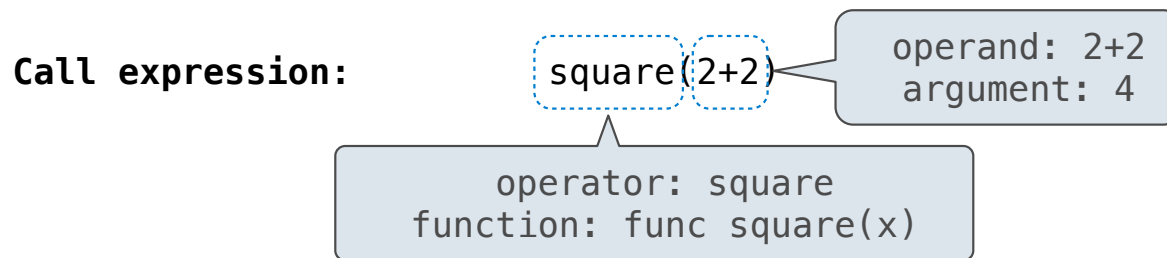 Call expression: square(2+2)
operand: 2+2
argument: 4
operator: square
function: func square(x)